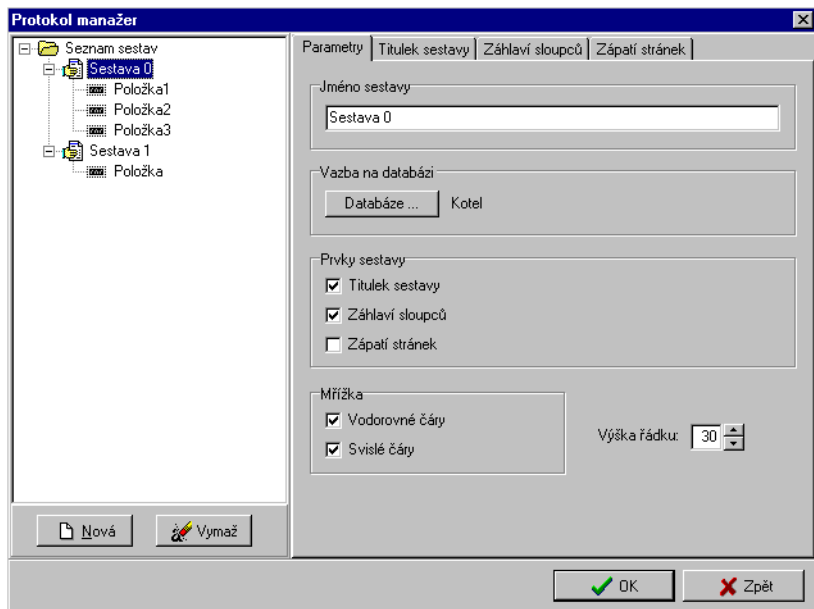 Protokol manažer
Seznam sestav
Sestava 0
Položka1
Položka2
Položka3
Sestava 1
Položka
Nová
Vymaž
Parametry
Titulek sestavy
Záhlaví sloupců
Zápatí stránek
Jméno sestavy
Sestava 0
Vazba na databázi
Databáze ...
Kotel
Prvky sestavy
Titulek sestavy
Záhlaví sloupců
Zápatí stránek
Mřížka
Vodorovné čáry
Svislé čáry
Výška řádku:
30
OK
Zpět